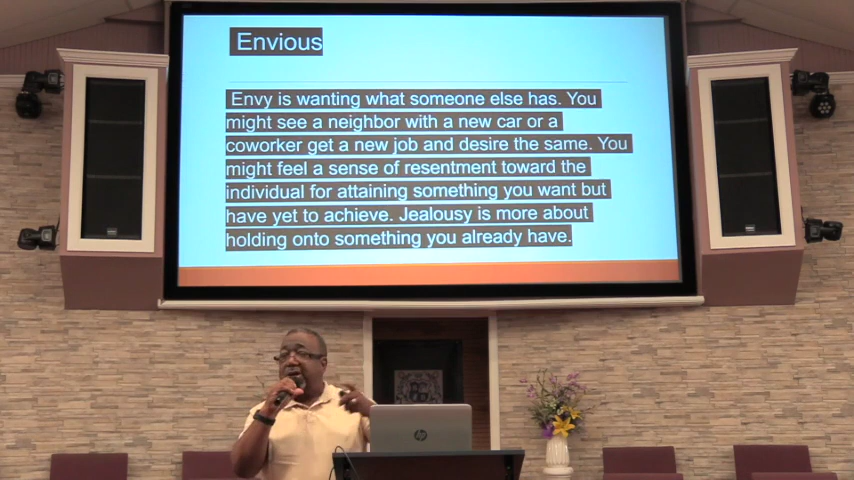 Envious
Envy is wanting what someone else has. You
might see a neighbor with a new car or a
coworker get a new job and desire the same. You
might feel a sense of resentment toward the
individual for attaining something you want but
have yet to achieve. Jealousy is more about
holding onto something you already have.
hp